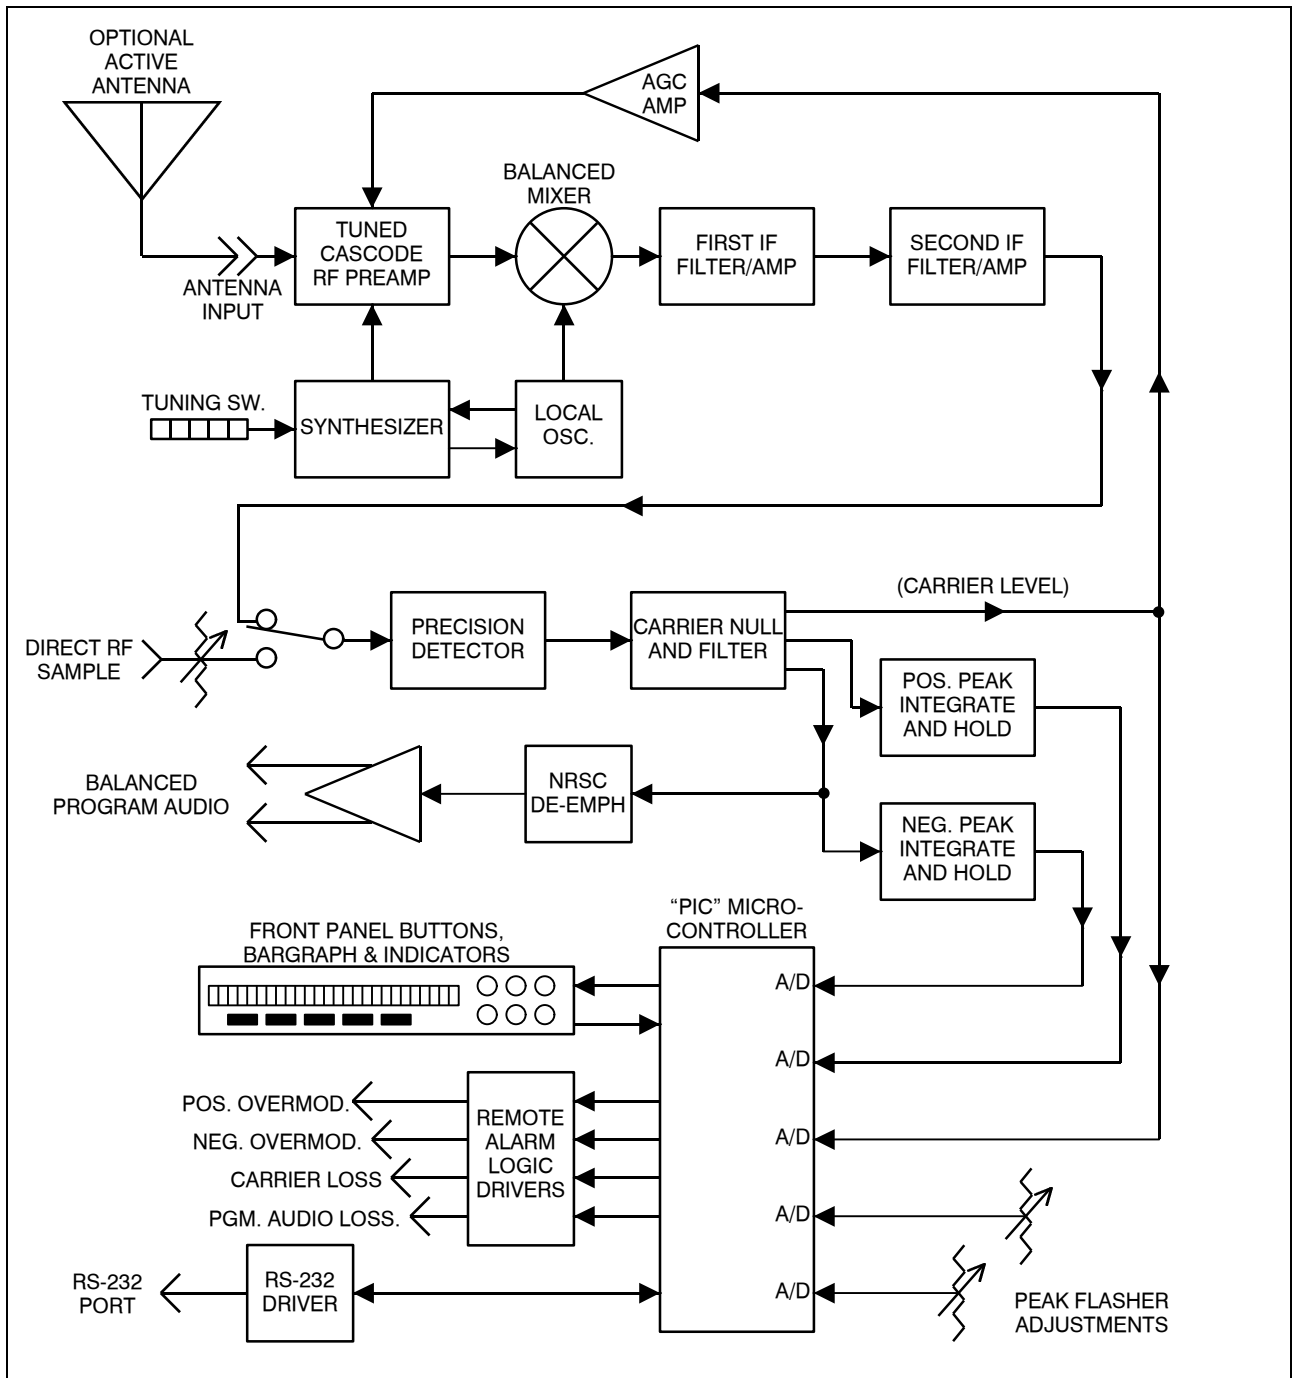 OPTIONAL
ACTIVE
ANTENNA
AGC
AMP
BALANCED
MIXER
TUNED
CASCODE
RF PREAMP
FIRST IF
FILTER/AMP
SECOND IF
FILTER/AMP
ANTENNA
INPUT
TUNING SW.
SYNTHESIZER
LOCAL
OSC.
(CARRIER LEVEL)
DIRECT RF
SAMPLE
PRECISION
DETECTOR
CARRIER NULL
AND FILTER
POS. PEAK
INTEGRATE
AND HOLD
BALANCED
PROGRAM AUDIO
NRSC
DE-EMPH
NEG. PEAK
INTEGRATE
AND HOLD
“PIC” MICRO-
CONTROLLER
FRONT PANEL BUTTONS,
BARGRAPH & INDICATORS
A/D
A/D
A/D
A/D
A/D
POS. OVERMOD.
NEG. OVERMOD.
CARRIER LOSS
PGM. AUDIO LOSS.
REMOTE
ALARM
LOGIC
DRIVERS
RS-232
PORT
RS-232
DRIVER
PEAK FLASHER
ADJUSTMENTS